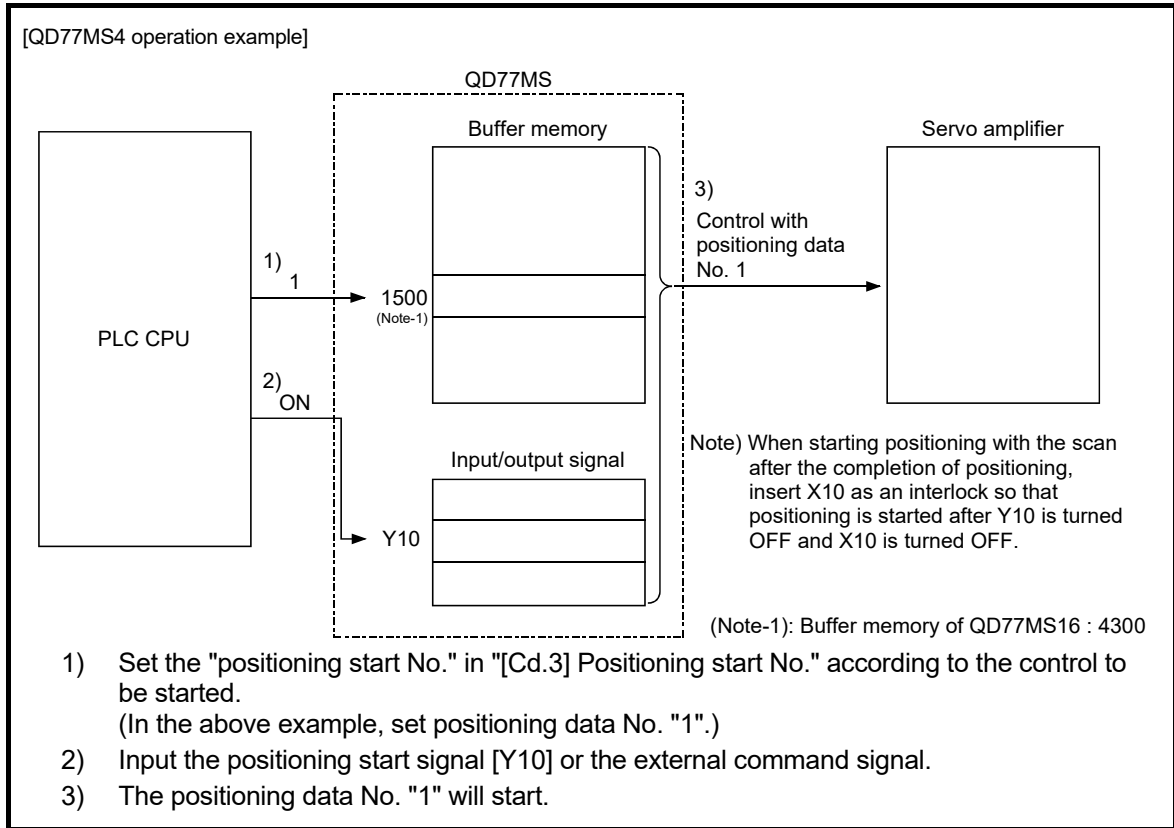 [QD77MS4 operation example]
QD77MS
Buffer memory
Servo amplifier
PLC CPU
1)
1
1500
(Note-1)
2)
ON
Input/output signal
Y10
3)
Control with
positioning data
No. 1
Note) When starting positioning with the scan
after the completion of positioning,
insert X10 as an interlock so that
positioning is started after Y10 is turned
OFF and X10 is turned OFF.
(Note-1): Buffer memory of QD77MS16 : 4300
1) Set the "positioning start No." in "[Cd.3] Positioning start No." according to the control to
be started.
(In the above example, set positioning data No. "1".)
2) Input the positioning start signal [Y10] or the external command signal.
3) The positioning data No. "1" will start.